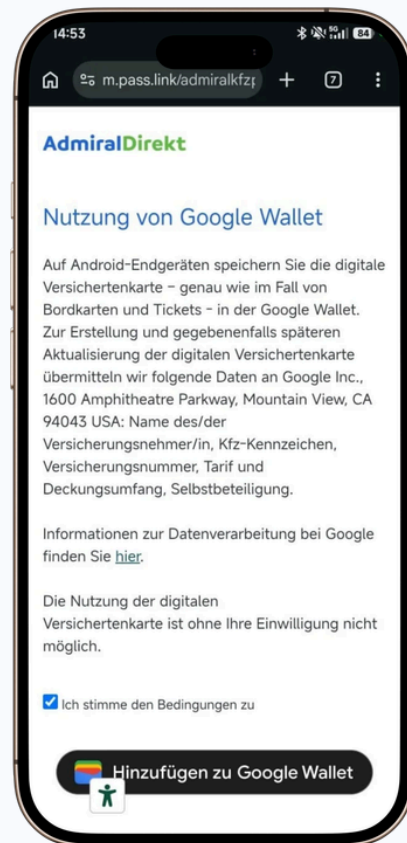 14:53
5G
84
m.pass.link/admiralkfzp
7
AdmiralDirekt
Nutzung von Google Wallet
Auf Android-Endgeräten speichern Sie die digitale
Versichertenkarte – genau wie im Fall von
Bordkarten und Tickets - in der Google Wallet.
Zur Erstellung und gegebenenfalls späteren
Aktualisierung der digitalen Versichertenkarte
übermitteln wir folgende Daten an Google Inc.,
1600 Amphitheatre Parkway, Mountain View, CA
94043 USA: Name des/der
Versicherungsnehmer/in, Kfz-Kennzeichen,
Versicherungsnummer, Tarif und
Deckungsumfang, Selbstbeteiligung.
Informationen zur Datenverarbeitung bei Google
finden Sie hier.
Die Nutzung der digitalen
Versichertenkarte ist ohne Ihre Einwilligung nicht
möglich.
Ich stimme den Bedingungen zu
Hinzufügen zu Google Wallet